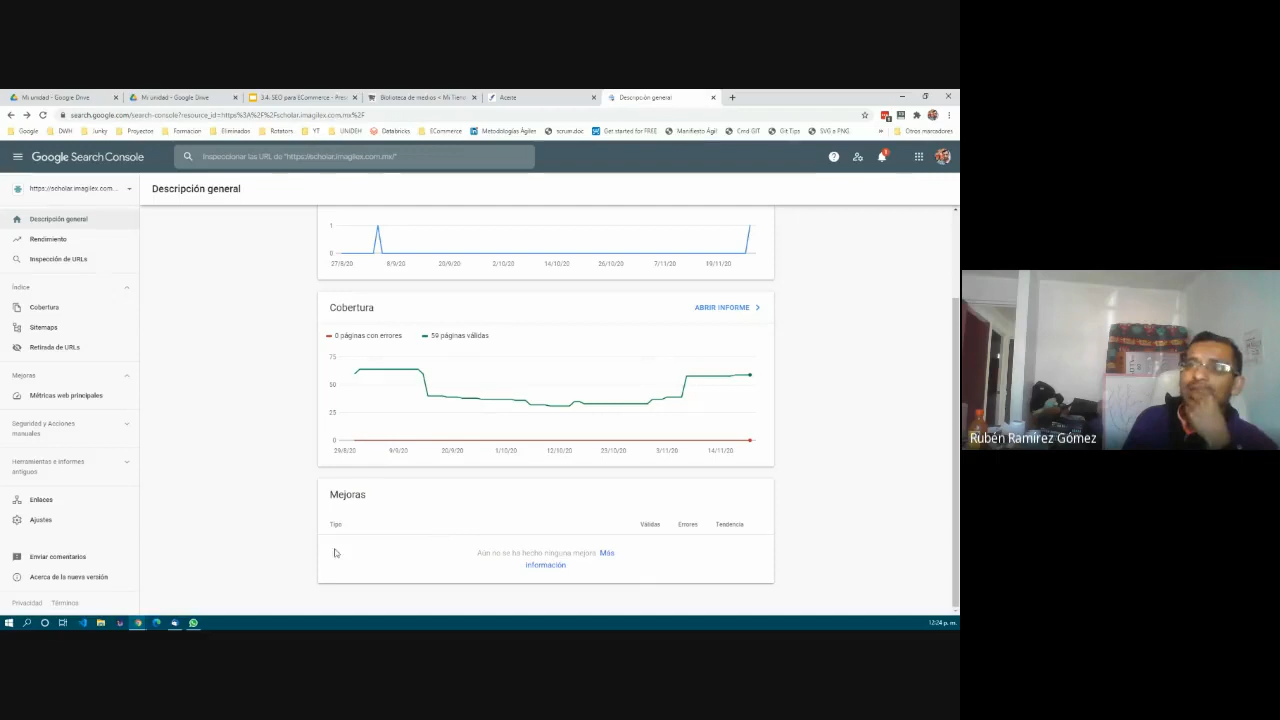 Mi unidad - Google Drive
Mi unidad - Google Drive
3.4: SEO para ECommerce - Pres
Biblioteca de medios < Mi Tien
Aceite
Descripción general
search.google.com/search-console?resource_id=https%3A%2F%2Fscholar.imagilex.com.mx%2F
Google
DWH
Junky
Proyectos
Formacion
Eliminados
Rotators
YT
UNIDEH
Databricks
ECommerce
Metodologías Ágiles
scrum.doc
Get started for FREE
Manifiesto Ágil
Cmd GIT
Git Tips
SVG a PNG
»
Otros marcadores
Google Search Console
Inspeccionar las URL de "https://scholar.imagilex.com.mx/"
https://scholar.imagilex.com...
Descripción general
Descripción general
Rendimiento
Inspección de URLs
Índice
Cobertura
Sitemaps
Retirada de URLs
Mejoras
Métricas web principales
Seguridad y Acciones
manuales
Herramientas e informes
antiguos
Enlaces
Ajustes
Enviar comentarios
Acerca de la nueva versión
Privacidad Términos
1
0
27/8/20 8/9/20 20/9/20 2/10/20 14/10/20 26/10/20 7/11/20 19/11/20
Cobertura
ABRIR INFORME
0 páginas con errores
59 páginas válidas
75
50
25
0
29/8/20 9/9/20 20/9/20 1/10/20 12/10/20 23/10/20 3/11/20 14/11/20
Mejoras
Tipo Válidas Errores Tendencia
Aún no se ha hecho ninguna mejora Más
información
12:24 p. m.
Rubén Ramírez Gómez